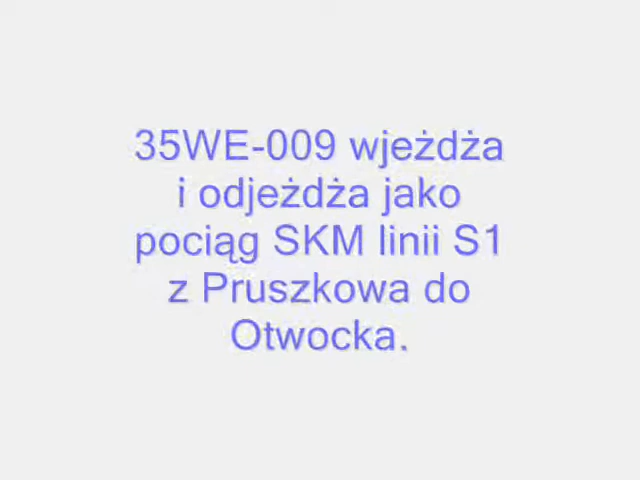 35WE-009 wjeżdża
i odjeżdża jako
pociąg SKM linii S1
z Pruszkowa do
Otwocka.